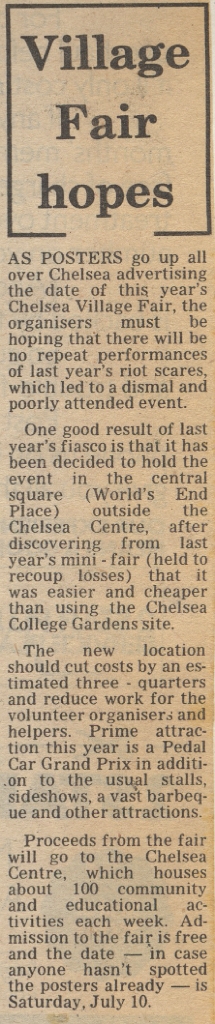 Village
Fair
hopes
AS POSTERS go up all
over Chelsea advertising
the date of this year's
Chelsea Village Fair, the
organisers must be
hoping that there will be
no repeat performances
of last year's riot scares,
which led to a dismal and
poorly attended event.
One good result of last
year's fiasco is that it has
been decided to hold the
event in the central
square (World's End
Place) outside the
Chelsea Centre, after
discovering from last
year's mini - fair (held to
recoup losses) that it
was easier and cheaper
than using the Chelsea
College Gardens site.
The new location
should cut costs by an es-
timated three - quarters
and reduce work for the
volunteer organisers and
helpers. Prime attrac-
tion this year is a Pedal
Car Grand Prix in additi-
on to the usual stalls,
sideshows, a vast barbeq-
ue and other attractions.
Proceeds from the fair
will go to the Chelsea
Centre, which houses
about 100 community
and educational ac-
tivities each week. Ad-
mission to the fair is free
and the date — in case
anyone hasn't spotted
the posters already — is
Saturday, July 10.